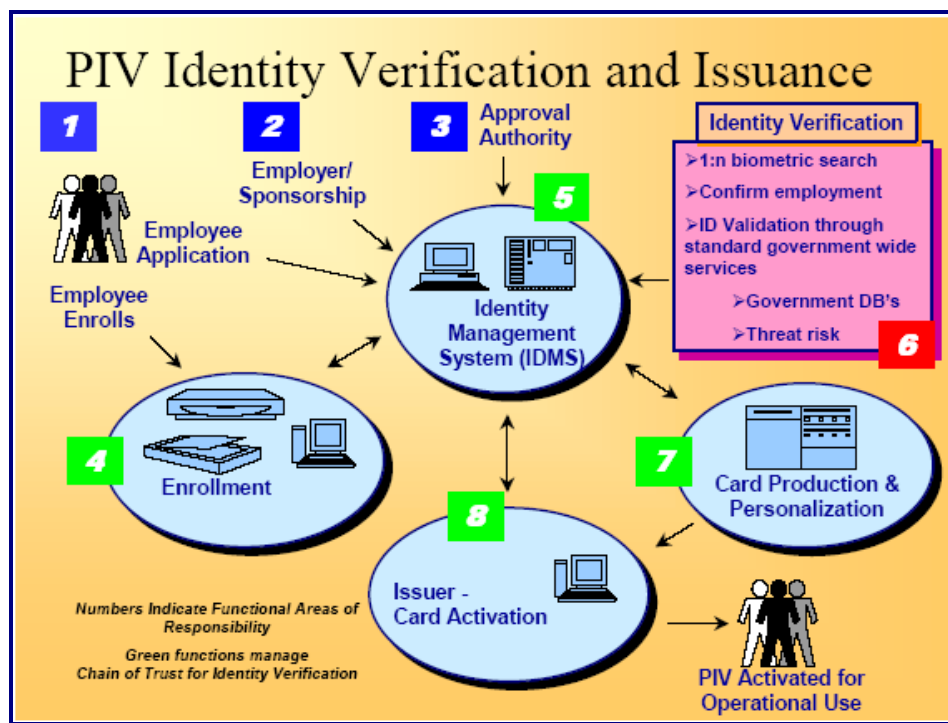 PIV Identity Verification and Issuance
1
2
3
Approval
Authority
Identity Verification
Employer/
Sponsorship
➢1:n biometric search
➢Confirm employment
➢ID Validation through
standard government wide
services
➢Government DB's
➢Threat risk
6
5
Employee
Application
Employee
Enrolls
Identity
Management
System (IDMS)
4
Enrollment
7
Card Production &
Personalization
8
Issuer -
Card Activation
Numbers Indicate Functional Areas of
Responsibility
Green functions manage
Chain of Trust for Identity Verification
PIV Activated for
Operational Use